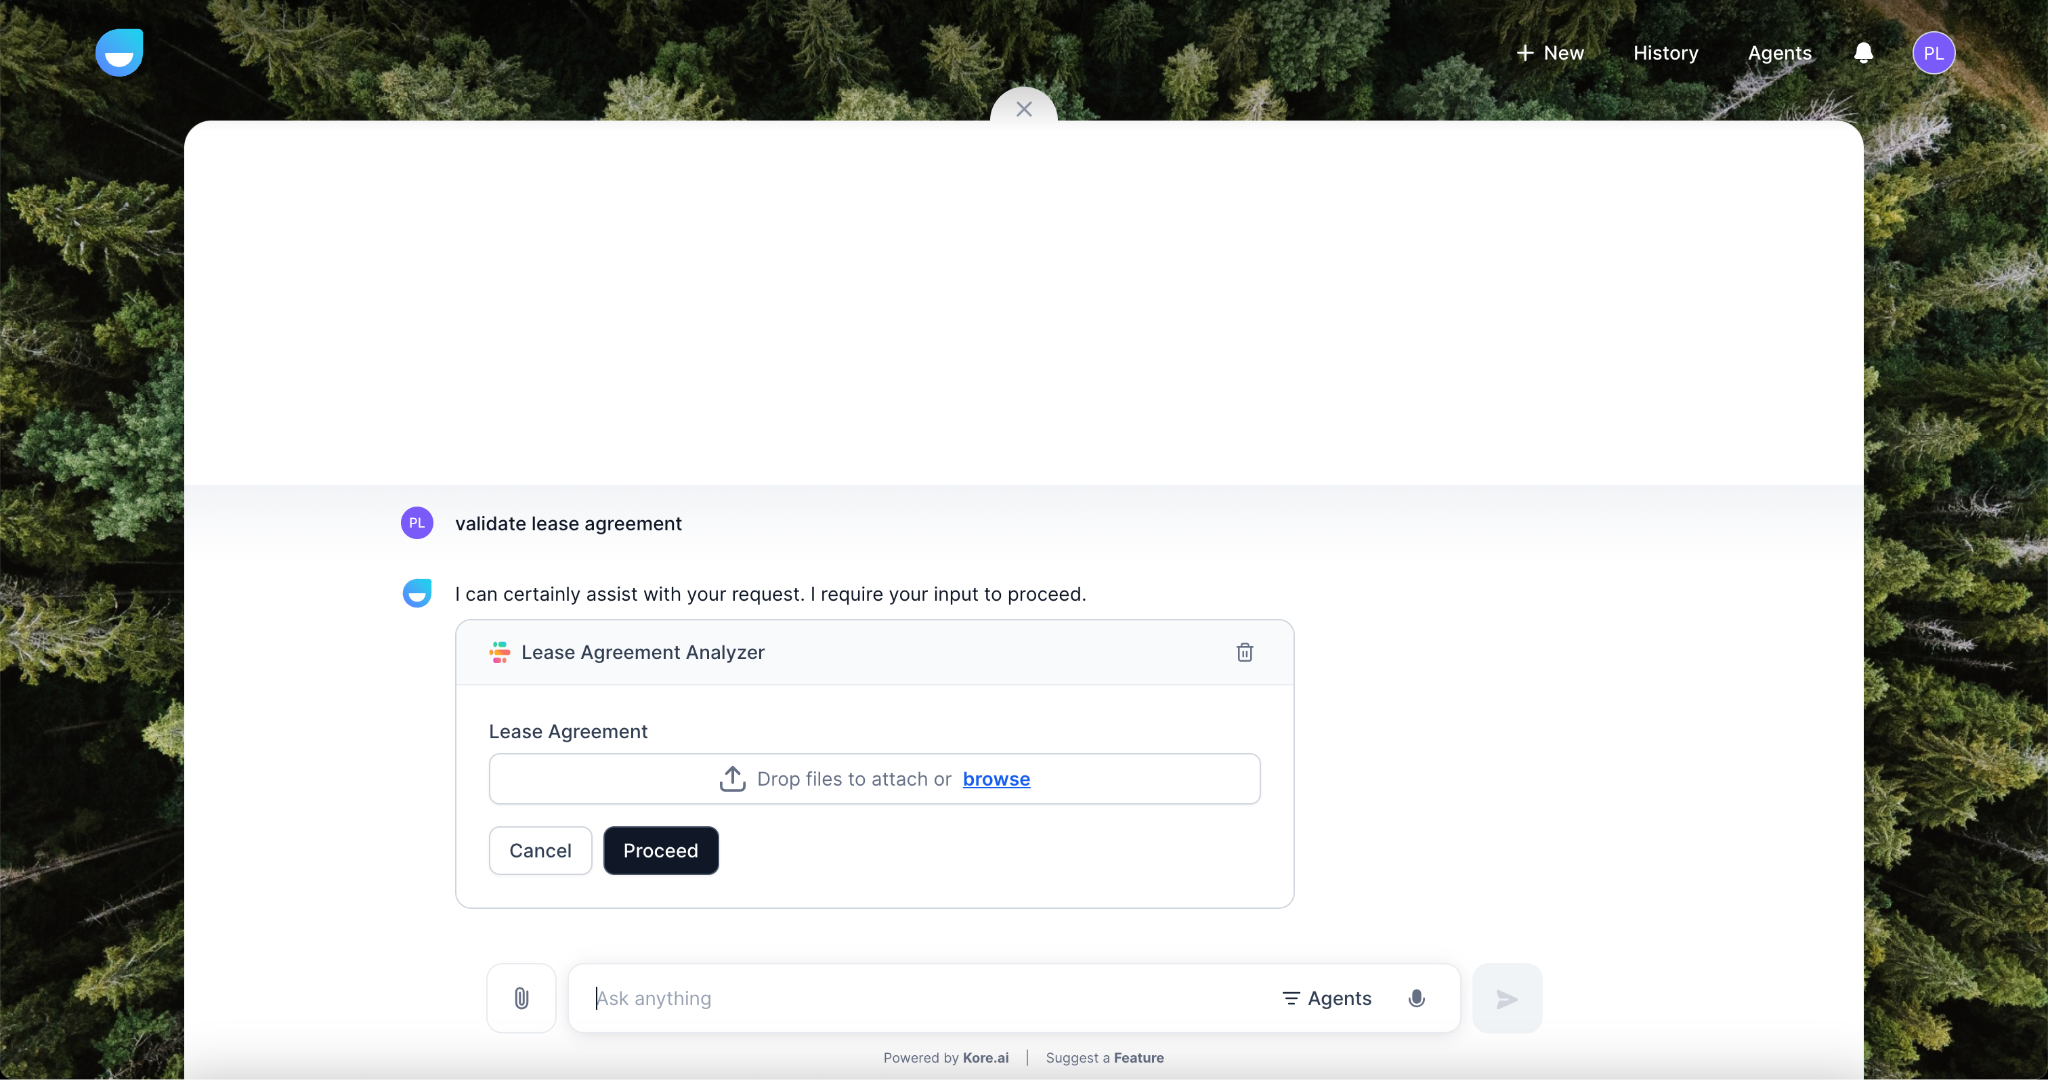 New
History
Agents
PL
PL
validate lease agreement
I can certainly assist with your request. I require your input to proceed.
Lease Agreement Analyzer
Lease Agreement
Drop files to attach or browse
Cancel
Proceed
Ask anything
Agents
Powered by Kore.ai | Suggest a Feature